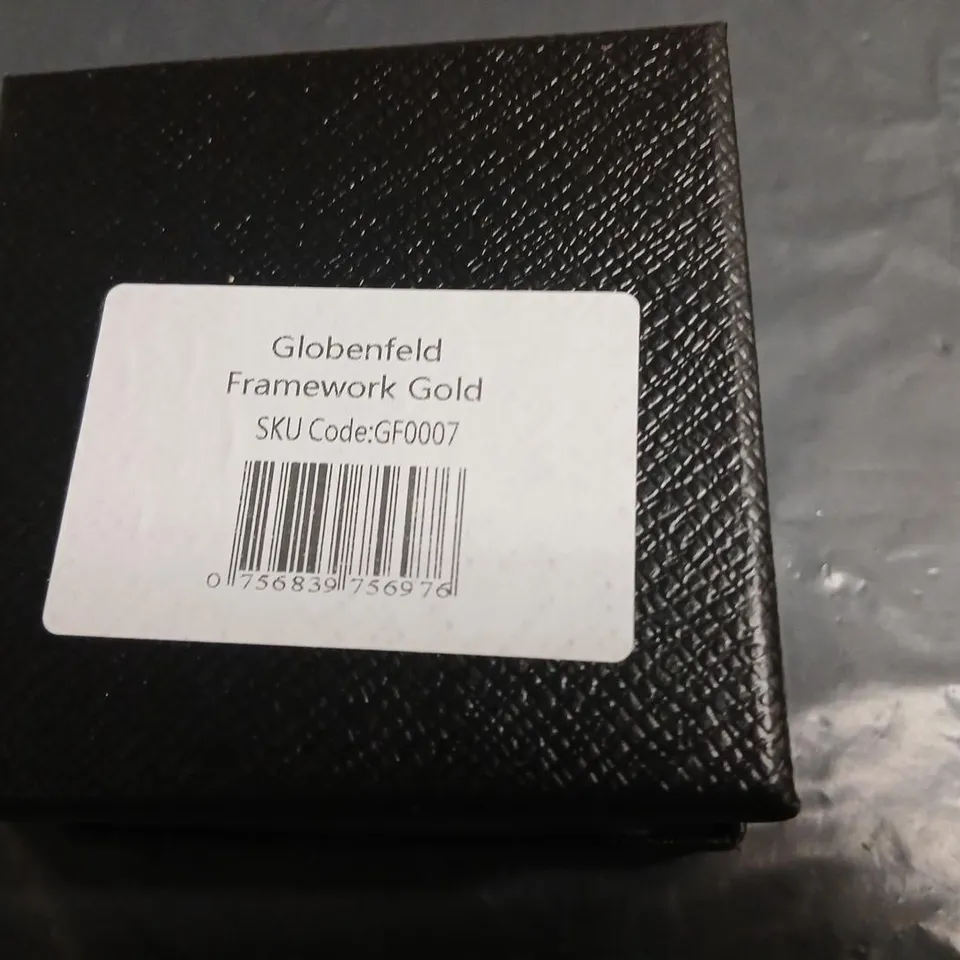 Globenfeld
Framework Gold
SKU Code:GF0007
0 756839 756976